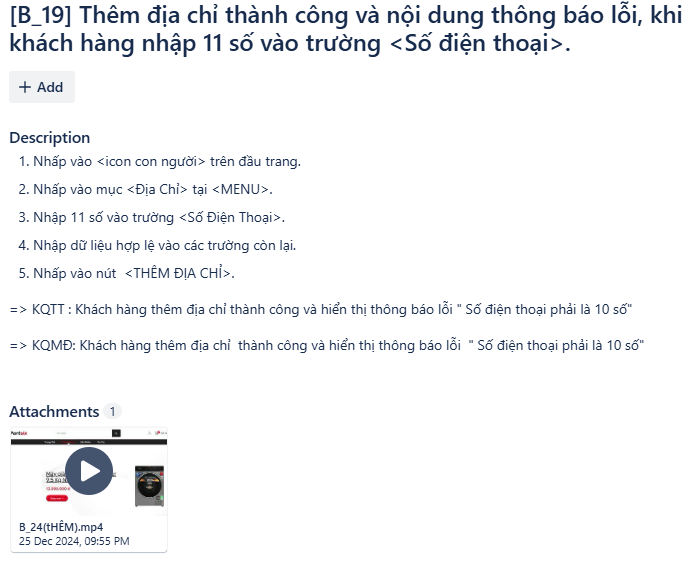 [B_19] Thêm địa chỉ thành công và nội dung thông báo lỗi, khi
khách hàng nhập 11 số vào trường <Số điện thoại>.
+ Add
Description
1. Nhấp vào <icon con người> trên đầu trang.
2. Nhấp vào mục <Địa Chỉ> tại <MENU>.
3. Nhập 11 số vào trường <Số Điện Thoại>.
4. Nhập dữ liệu hợp lệ vào các trường còn lại.
5. Nhấp vào nút  <THÊM ĐỊA CHỈ>.
=> KQTT : Khách hàng thêm địa chỉ thành công và hiển thị thông báo lỗi " Số điện thoại phải là 10 số"
=> KQMĐ: Khách hàng thêm địa chỉ  thành công và hiển thị thông báo lỗi  " Số điện thoại phải là 10 số"
Attachments 1
B_24(tHÊM).mp4
25 Dec 2024, 09:55 PM